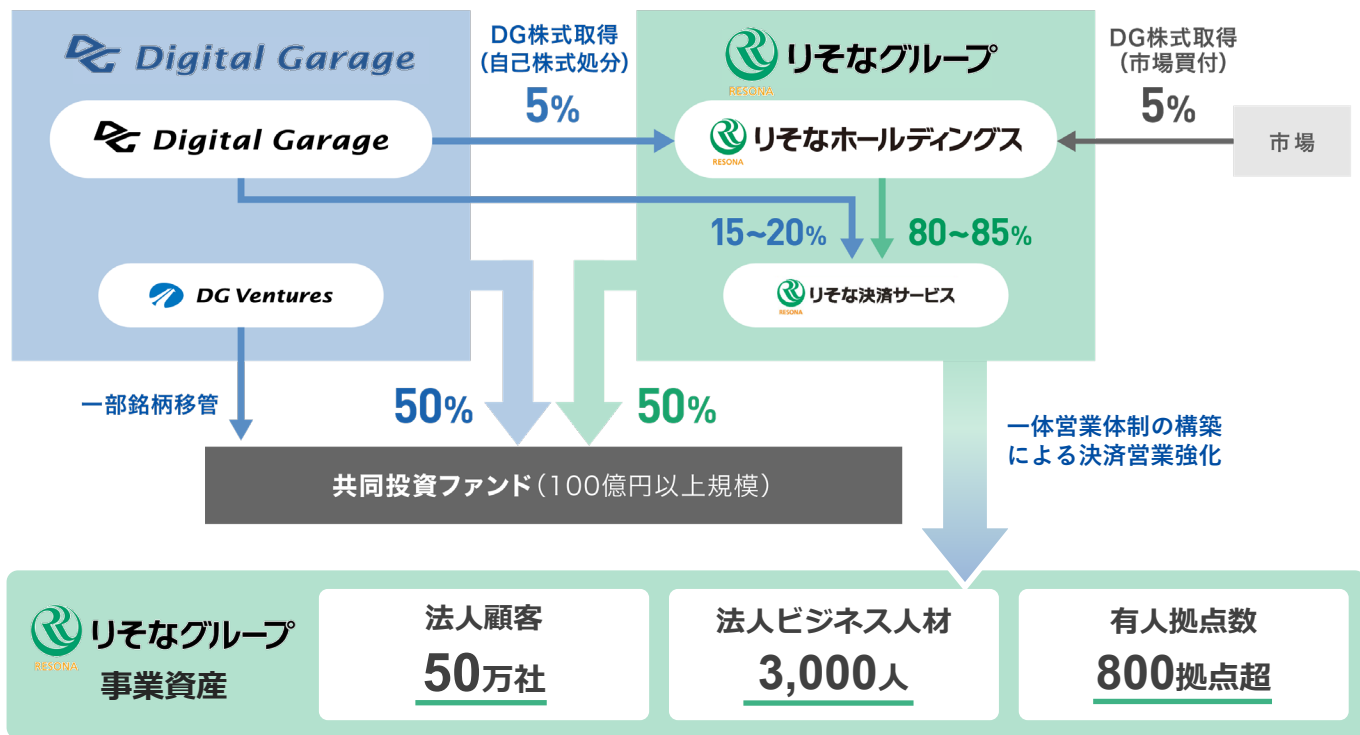 DG Digital Garage
DG株式取得
(自己株式処分)
5%
りそなグループ
RESONA
DG株式取得
(市場買付)
5%
DG Digital Garage
りそなホールディングス
RESONA
市場
15~20%
80~85%
DG Ventures
りそな決済サービス
RESONA
一部銘柄移管
50%
50%
一体営業体制の構築
による決済営業強化
共同投資ファンド（100億円以上規模）
りそなグループ
RESONA
事業資産
法人顧客
50万社
法人ビジネス人材
3,000人
有人拠点数
800拠点超